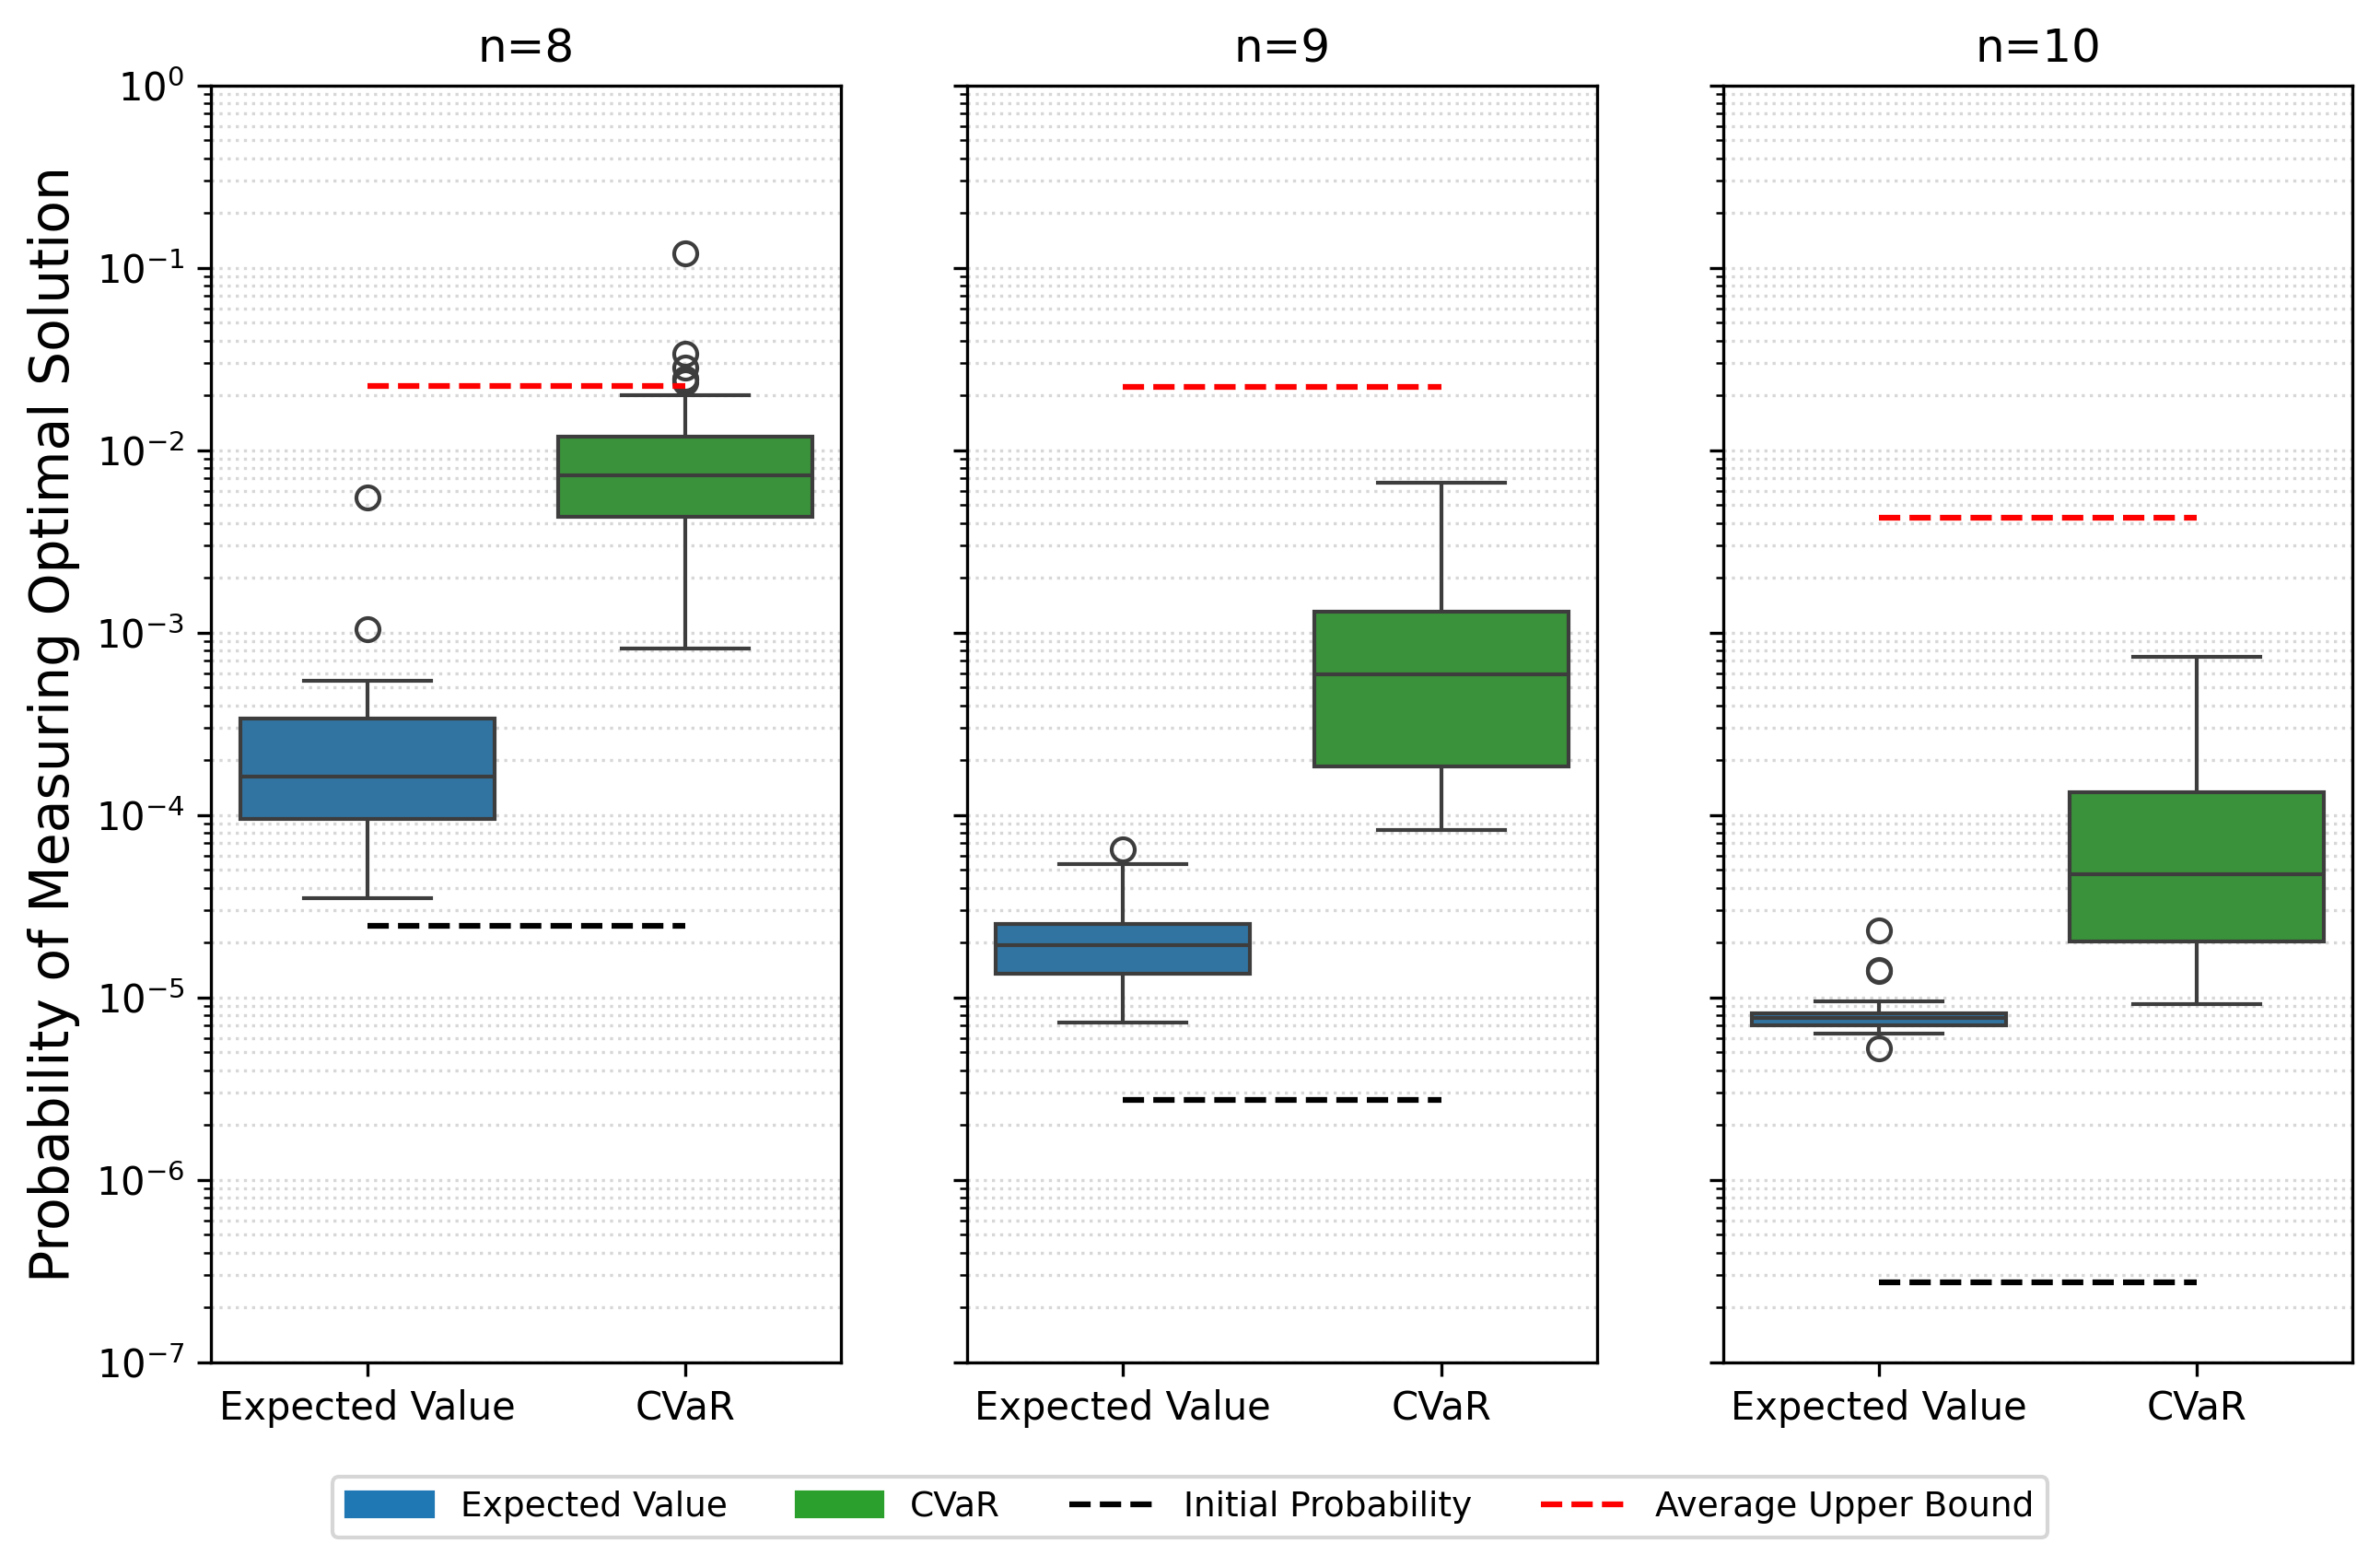 n=8
n=9
n=10
Probability of Measuring Optimal Solution
10⁰
10⁻¹
10⁻²
10⁻³
10⁻⁴
10⁻⁵
10⁻⁶
10⁻⁷
Expected Value CVaR
Expected Value CVaR
Expected Value CVaR
Expected Value CVaR Initial Probability Average Upper Bound